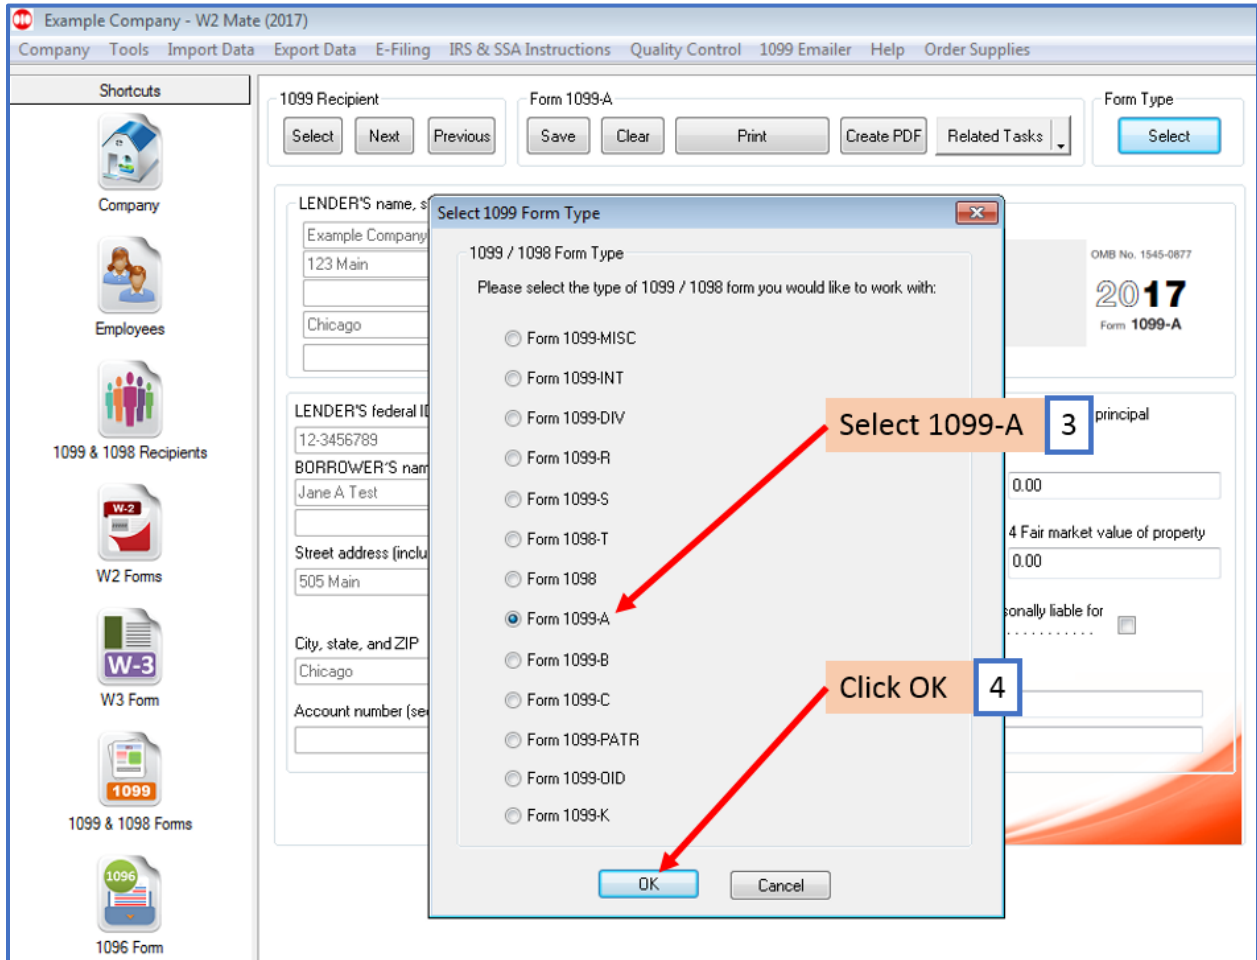 Example Company - W2 Mate (2017)
Company Tools Import Data Export Data E-Filing IRS & SSA Instructions Quality Control 1099 Emailer Help Order Supplies
Shortcuts
Company
Employees
1099 & 1098 Recipients
W-2
W2 Forms
W-3
W3 Form
1099
1099 & 1098 Forms
1096
1096 Form
1099 Recipient
Select Next Previous
Form 1099-A
Save Clear Print Create PDF Related Tasks
Form Type
Select
LENDER'S name, s
Example Company
123 Main
Chicago
OMB No. 1545-0877
2017
Form 1099-A
LENDER'S federal ID
12-3456789
BORROWER'S nam
Jane A Test
Street address (inclu
505 Main
City, state, and ZIP
Chicago
Account number (see
principal
0.00
4 Fair market value of property
0.00
sonally liable for
Select 1099 Form Type
1099 / 1098 Form Type
Please select the type of 1099 / 1098 form you would like to work with:
Form 1099-MISC
Form 1099-INT
Form 1099-DIV
Form 1099-R
Form 1099-S
Form 1098-T
Form 1098
Form 1099-A
Form 1099-B
Form 1099-C
Form 1099-PATR
Form 1099-OID
Form 1099-K
OK Cancel
Select 1099-A 3
Click OK 4